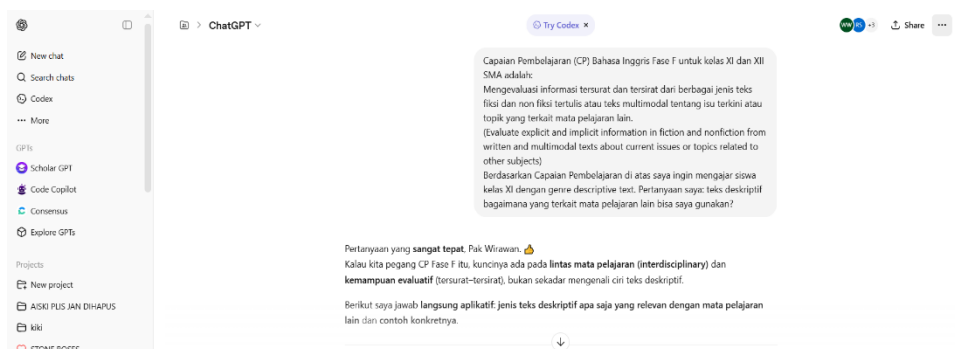 ChatGPT
Try Codex ×
WW RS +3
Share
New chat
Search chats
Codex
More
GPTs
Scholar GPT
Code Copilot
Consensus
Explore GPTs
Projects
New project
AISKI PLIS JAN DIHAPUS
kiki
STONE ROSES
Capaian Pembelajaran (CP) Bahasa Inggris Fase F untuk kelas XI dan XII
SMA adalah:
Mengevaluasi informasi tersurat dan tersirat dari berbagai jenis teks
fiksi dan non fiksi tertulis atau teks multimodal tentang isu terkini atau
topik yang terkait mata pelajaran lain.
(Evaluate explicit and implicit information in fiction and nonfiction from
written and multimodal texts about current issues or topics related to
other subjects)
Berdasarkan Capaian Pembelajaran di atas saya ingin mengajar siswa
kelas XI dengan genre descriptive text. Pertanyaan saya: teks deskriptif
bagaimana yang terkait mata pelajaran lain bisa saya gunakan?
Pertanyaan yang sangat tepat, Pak Wirawan. 👍
Kalau kita pegang CP Fase F itu, kuncinya ada pada lintas mata pelajaran (interdisciplinary) dan
kemampuan evaluatif (tersurat–tersirat), bukan sekadar mengenali ciri teks deskriptif.
Berikut saya jawab langsung aplikatif: jenis teks deskriptif apa saja yang relevan dengan mata pelajaran
lain dan contoh konkretnya.